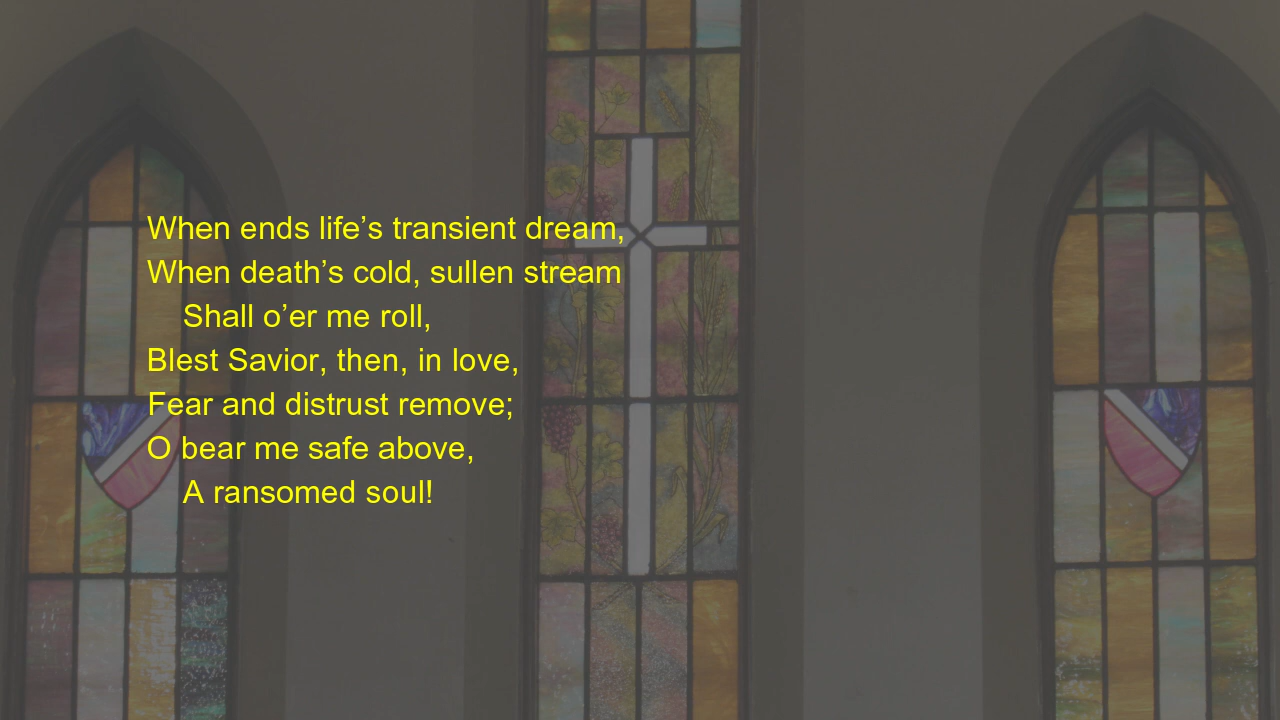 When ends life’s transient dream,
When death’s cold, sullen stream
Shall o’er me roll,
Blest Savior, then, in love,
Fear and distrust remove;
O bear me safe above,
A ransomed soul!